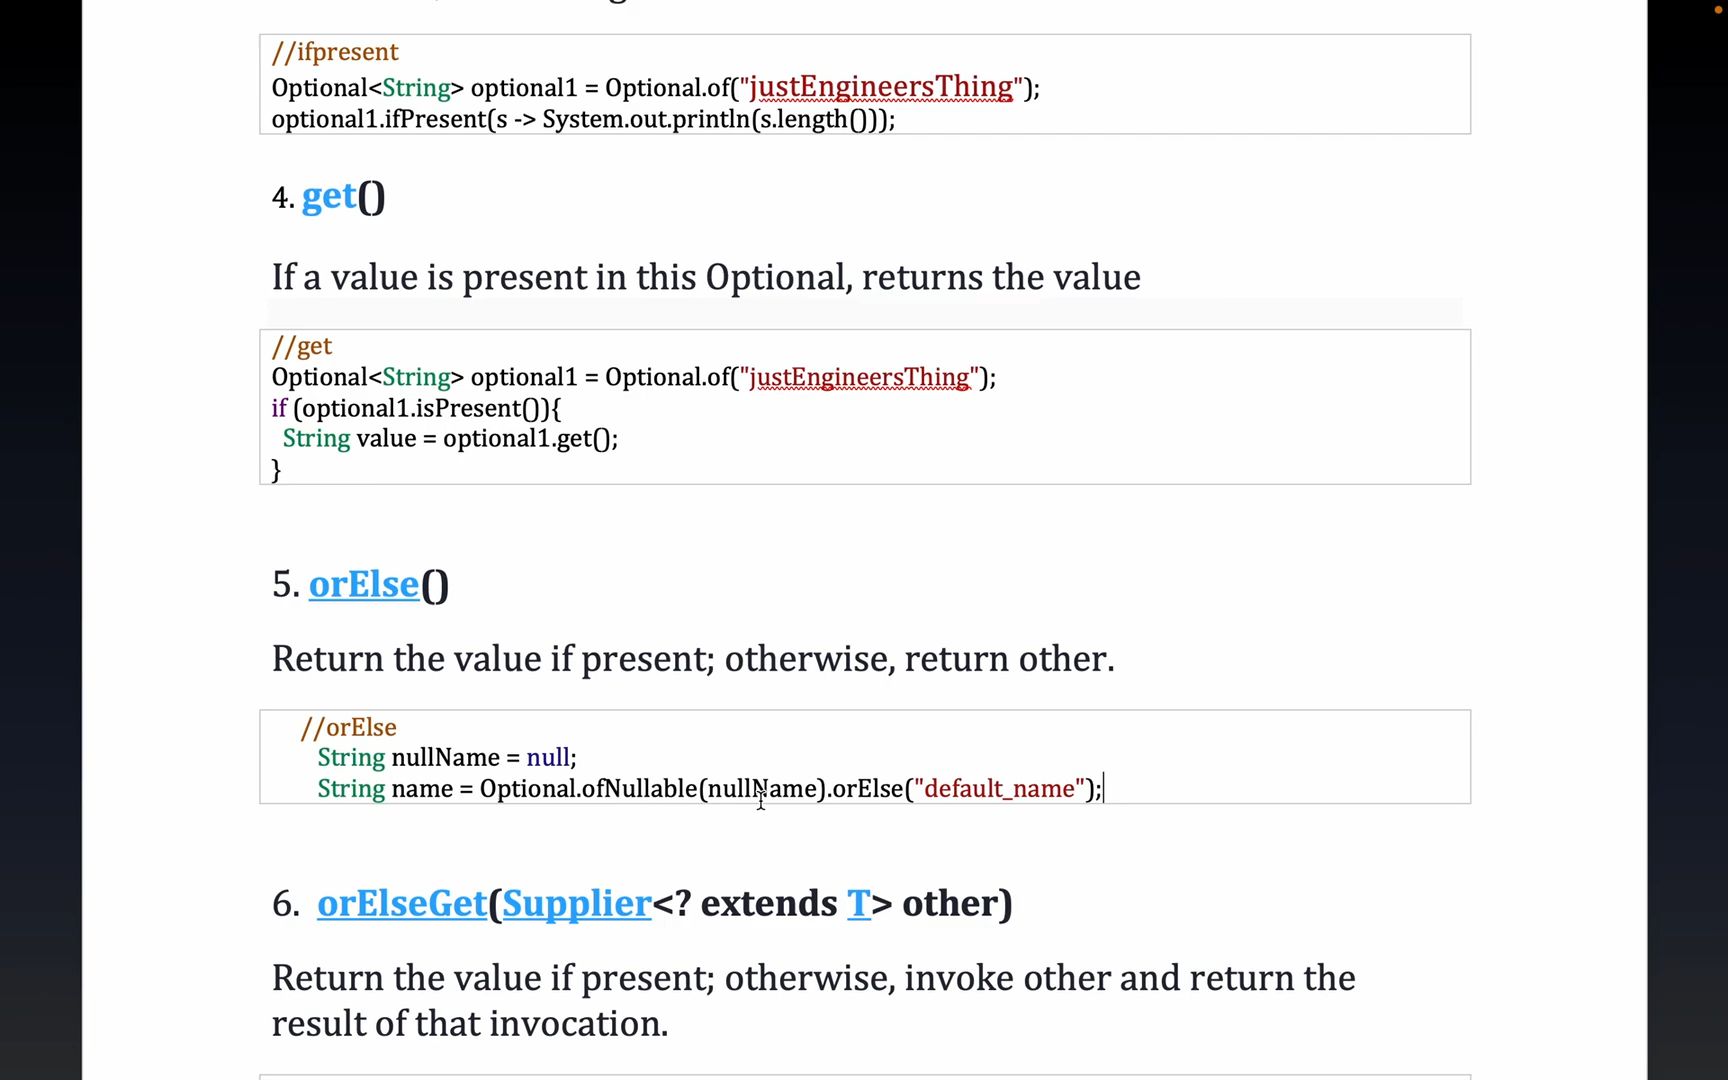 //ifpresent
Optional<String> optional1 = Optional.of("justEngineersThing");
optional1.ifPresent(s -> System.out.println(s.length()));
4. get()
If a value is present in this Optional, returns the value
//get
Optional<String> optional1 = Optional.of("justEngineersThing");
if (optional1.isPresent()){
String value = optional1.get();
}
5. orElse()
Return the value if present; otherwise, return other.
//orElse
String nullName = null;
String name = Optional.ofNullable(nullName).orElse("default_name");
6. orElseGet(Supplier<? extends T> other)
Return the value if present; otherwise, invoke other and return the
result of that invocation.